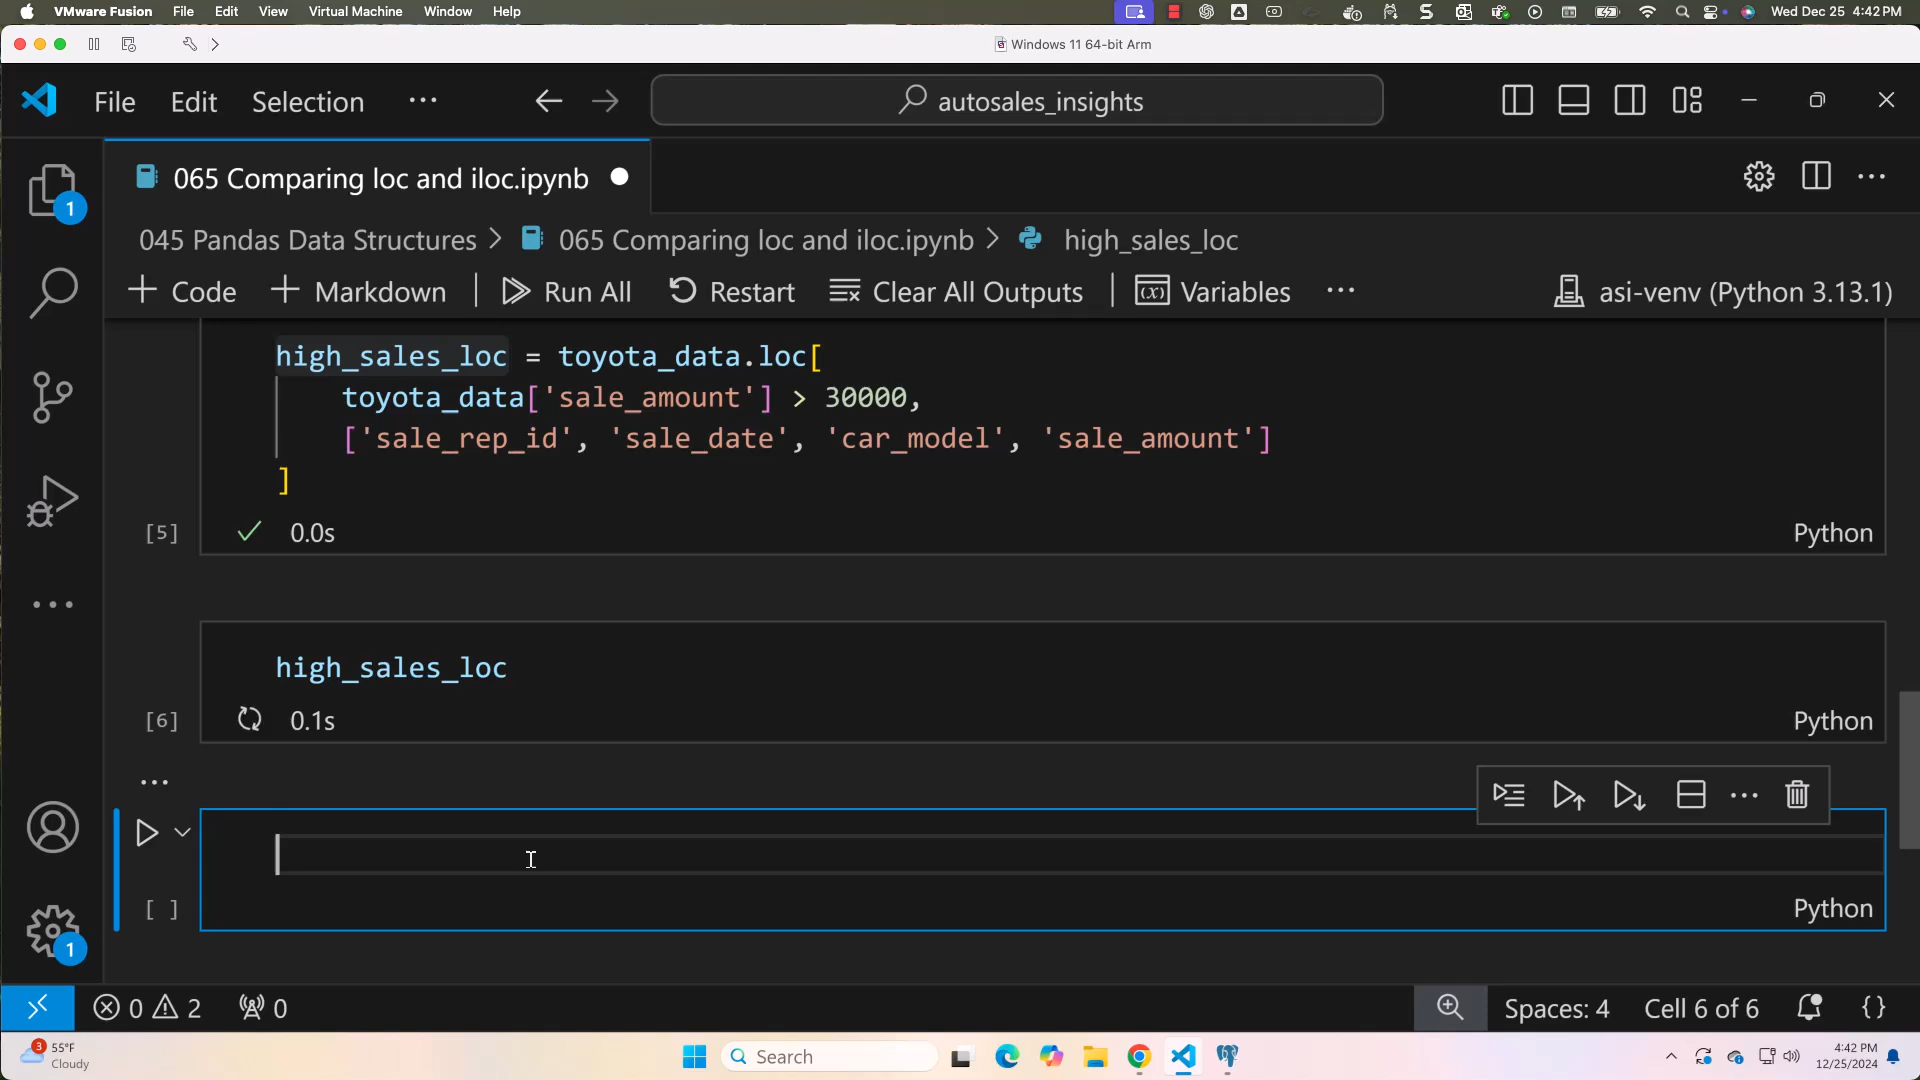 VMware Fusion File Edit View Virtual Machine Window Help Wed Dec 25 4:42 PM
Windows 11 64-bit Arm
File Edit Selection ... autosales_insights
065 Comparing loc and iloc.ipynb
1
045 Pandas Data Structures > 065 Comparing loc and iloc.ipynb > high_sales_loc
+ Code + Markdown | Run All Restart Clear All Outputs | Variables ... asi-venv (Python 3.13.1)
high_sales_loc = toyota_data.loc[
toyota_data['sale_amount'] > 30000,
['sale_rep_id', 'sale_date', 'car_model', 'sale_amount']
]
[5] 0.0s Python
high_sales_loc
[6] 0.1s Python
...
[ ] Python
1
0 2 0 Spaces: 4 Cell 6 of 6 {}
3 55°F
Cloudy
Search
4:42 PM
12/25/2024